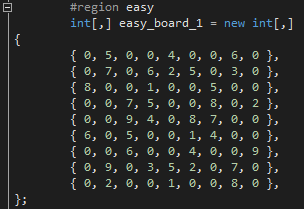 #region easy
int[,] easy_board_1 = new int[,]
{
{ 0, 5, 0, 0, 4, 0, 0, 6, 0 },
{ 0, 7, 0, 6, 2, 5, 0, 3, 0 },
{ 8, 0, 0, 1, 0, 0, 5, 0, 0 },
{ 0, 0, 7, 5, 0, 0, 8, 0, 2 },
{ 0, 0, 9, 4, 0, 8, 7, 0, 0 },
{ 6, 0, 5, 0, 0, 1, 4, 0, 0 },
{ 0, 0, 6, 0, 0, 4, 0, 0, 9 },
{ 0, 9, 0, 3, 5, 2, 0, 7, 0 },
{ 0, 2, 0, 0, 1, 0, 0, 8, 0 },
};